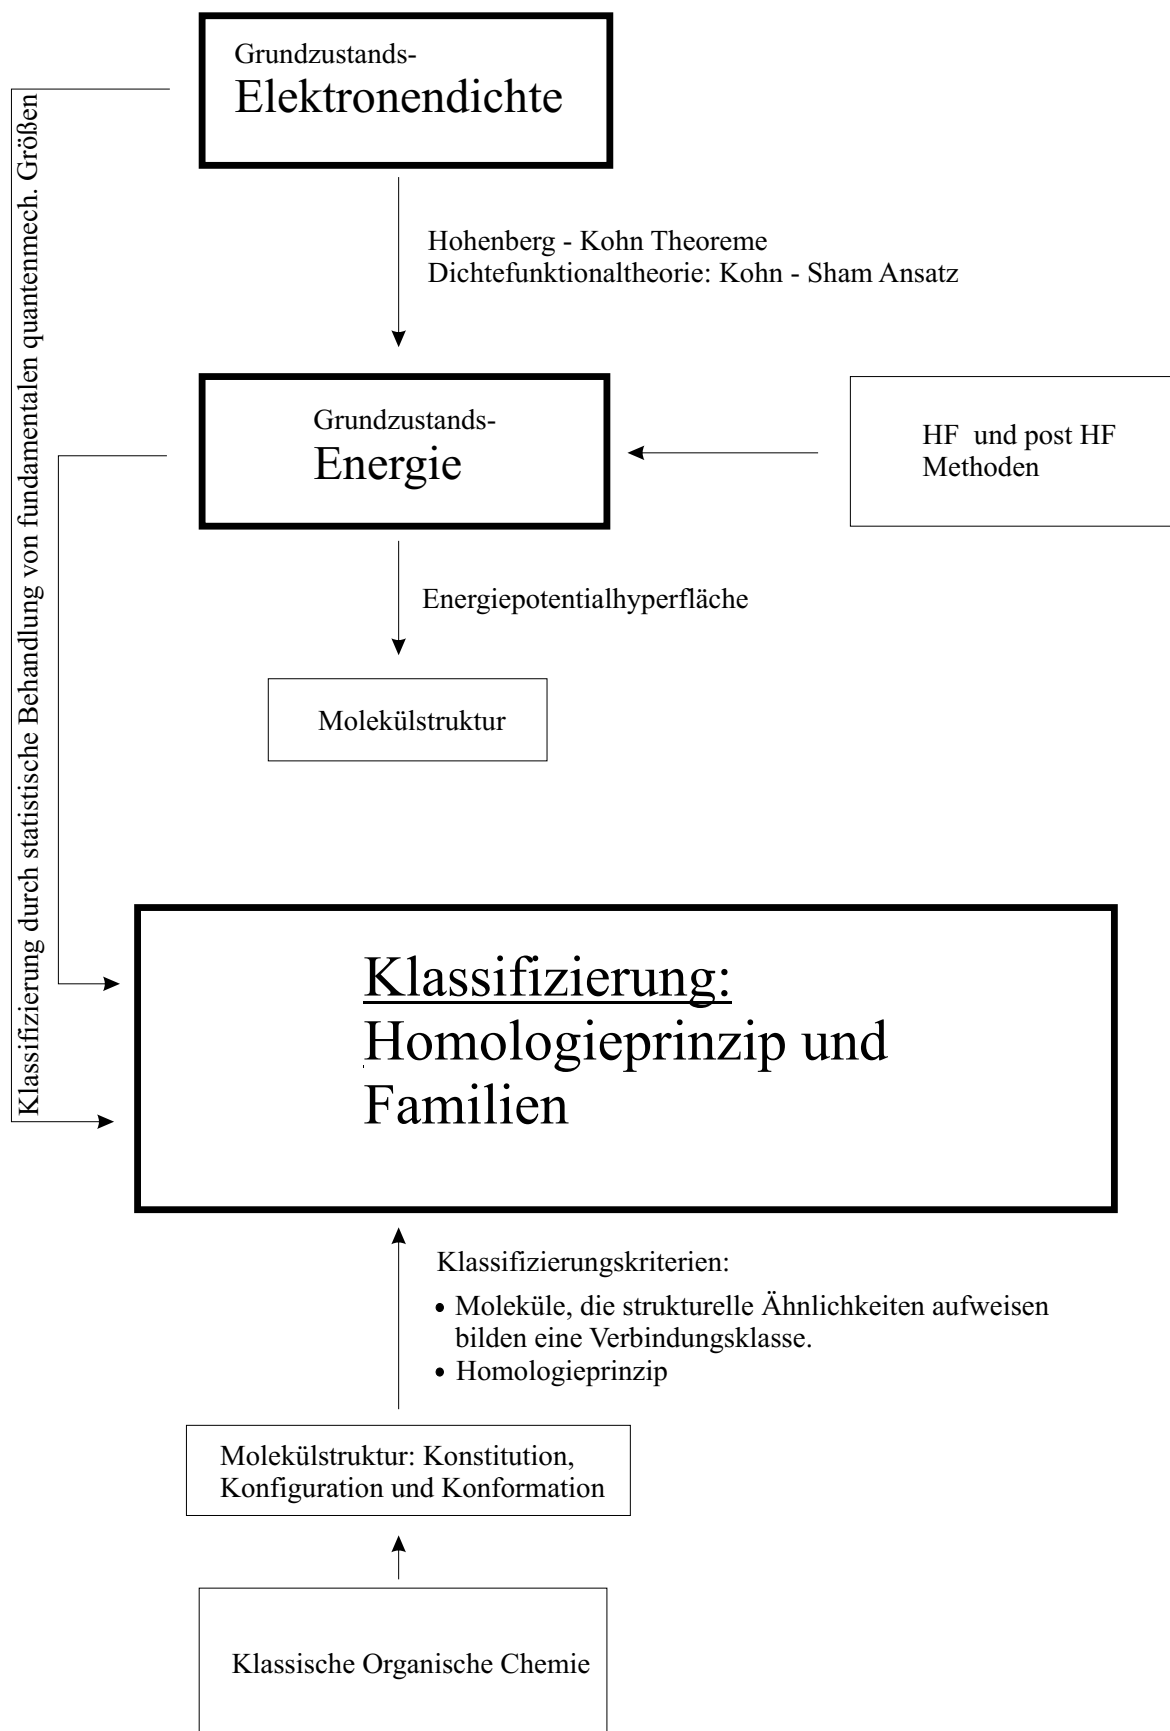 Grundzustands-
Elektronendichte
Klassifizierung durch statistische Behandlung von fundamentalen quantenmech. Größen
Hohenberg - Kohn Theoreme
Dichtefunktionaltheorie: Kohn - Sham Ansatz
Grundzustands-
Energie
HF und post HF
Methoden
Energiepotentialhyperfläche
Molekülstruktur
Klassifizierung:
Homologieprinzip und
Familien
Klassifizierungskriterien:
• Moleküle, die strukturelle Ähnlichkeiten aufweisen
bilden eine Verbindungsklasse.
• Homologieprinzip
Molekülstruktur: Konstitution,
Konfiguration und Konformation
Klassische Organische Chemie